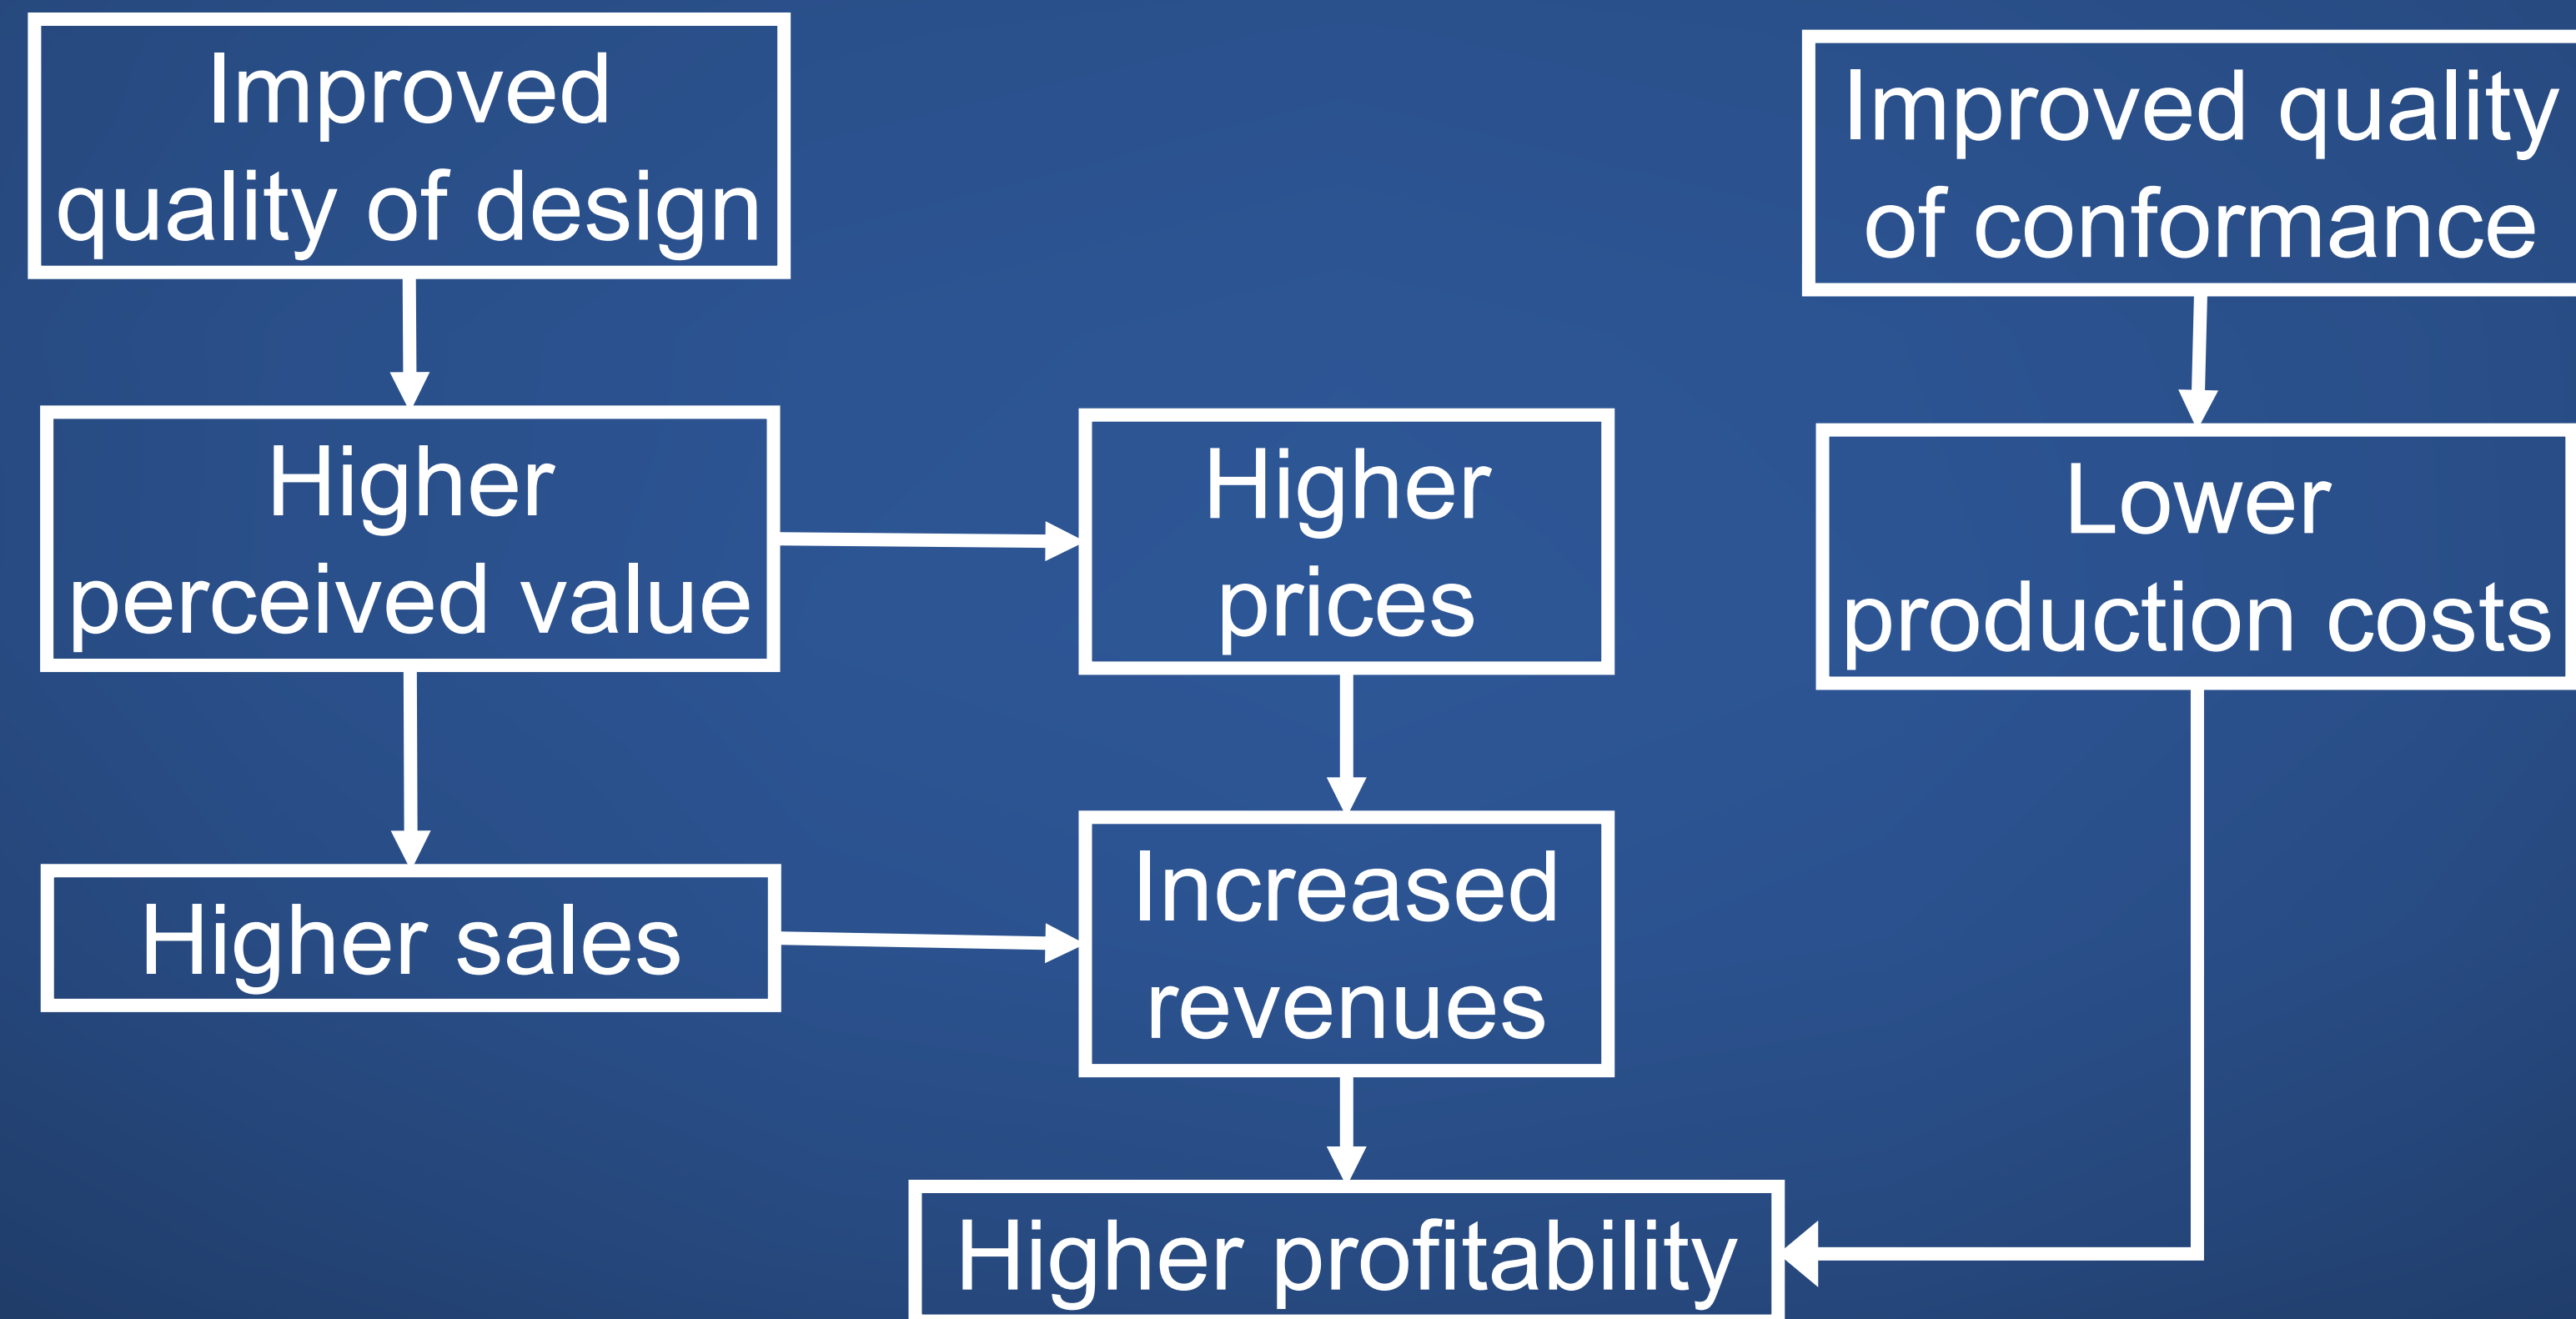 Improved
quality of design
Improved quality
of conformance
Higher
perceived value
Higher
prices
Lower
production costs
Higher sales
Increased
revenues
Higher profitability